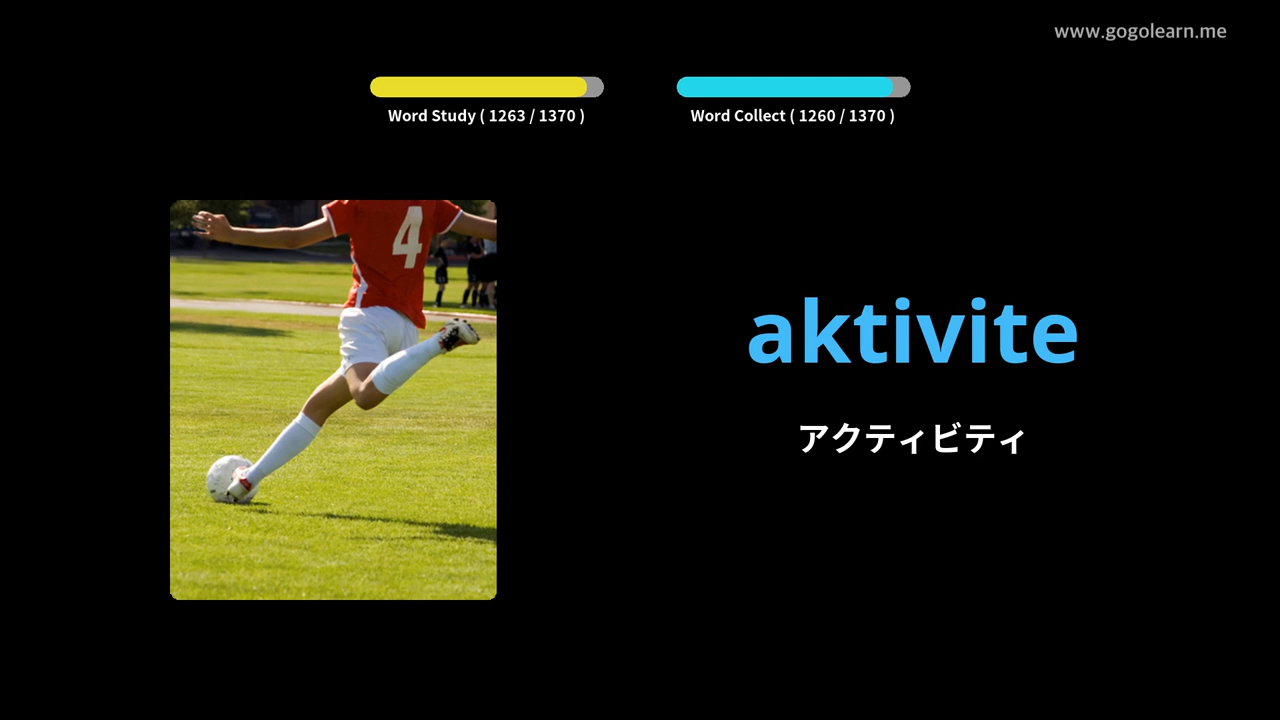 www.gogolearn.me
Word Study ( 1263 / 1370 )
Word Collect ( 1260 / 1370 )
4
aktivite
アクティビティ